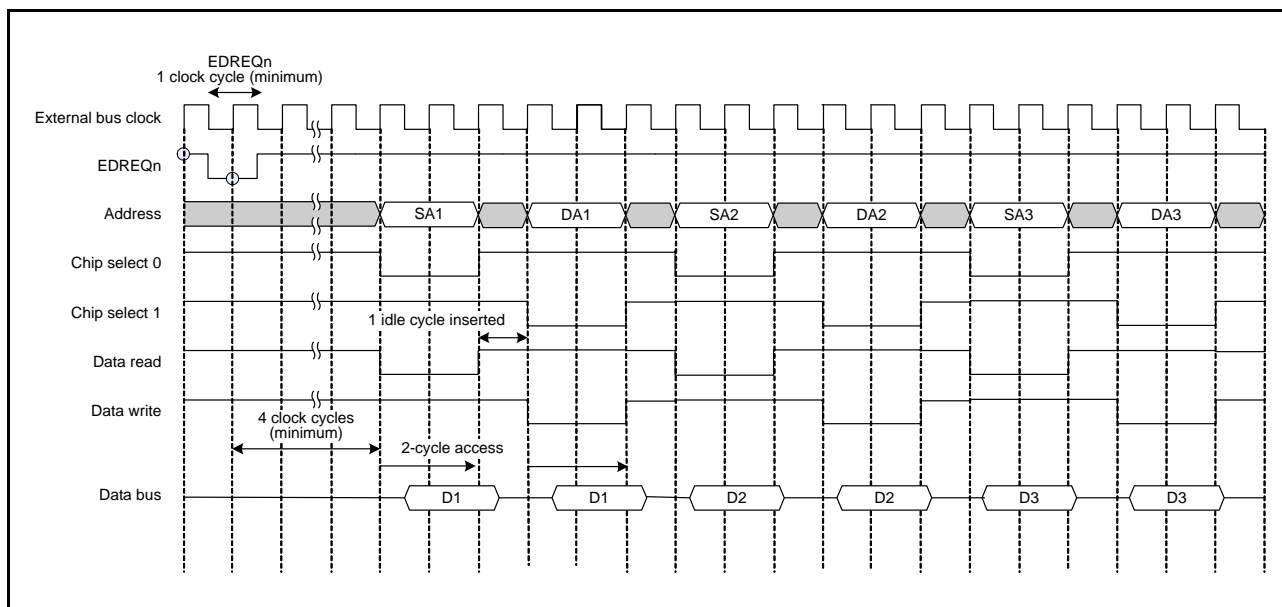 EDREQn
1 clock cycle (minimum)
External bus clock
EDREQn
Address
SA1
DA1
SA2
DA2
SA3
DA3
Chip select 0
Chip select 1
1 idle cycle inserted
Data read
Data write
4 clock cycles
(minimum)
2-cycle access
Data bus
D1
D1
D2
D2
D3
D3